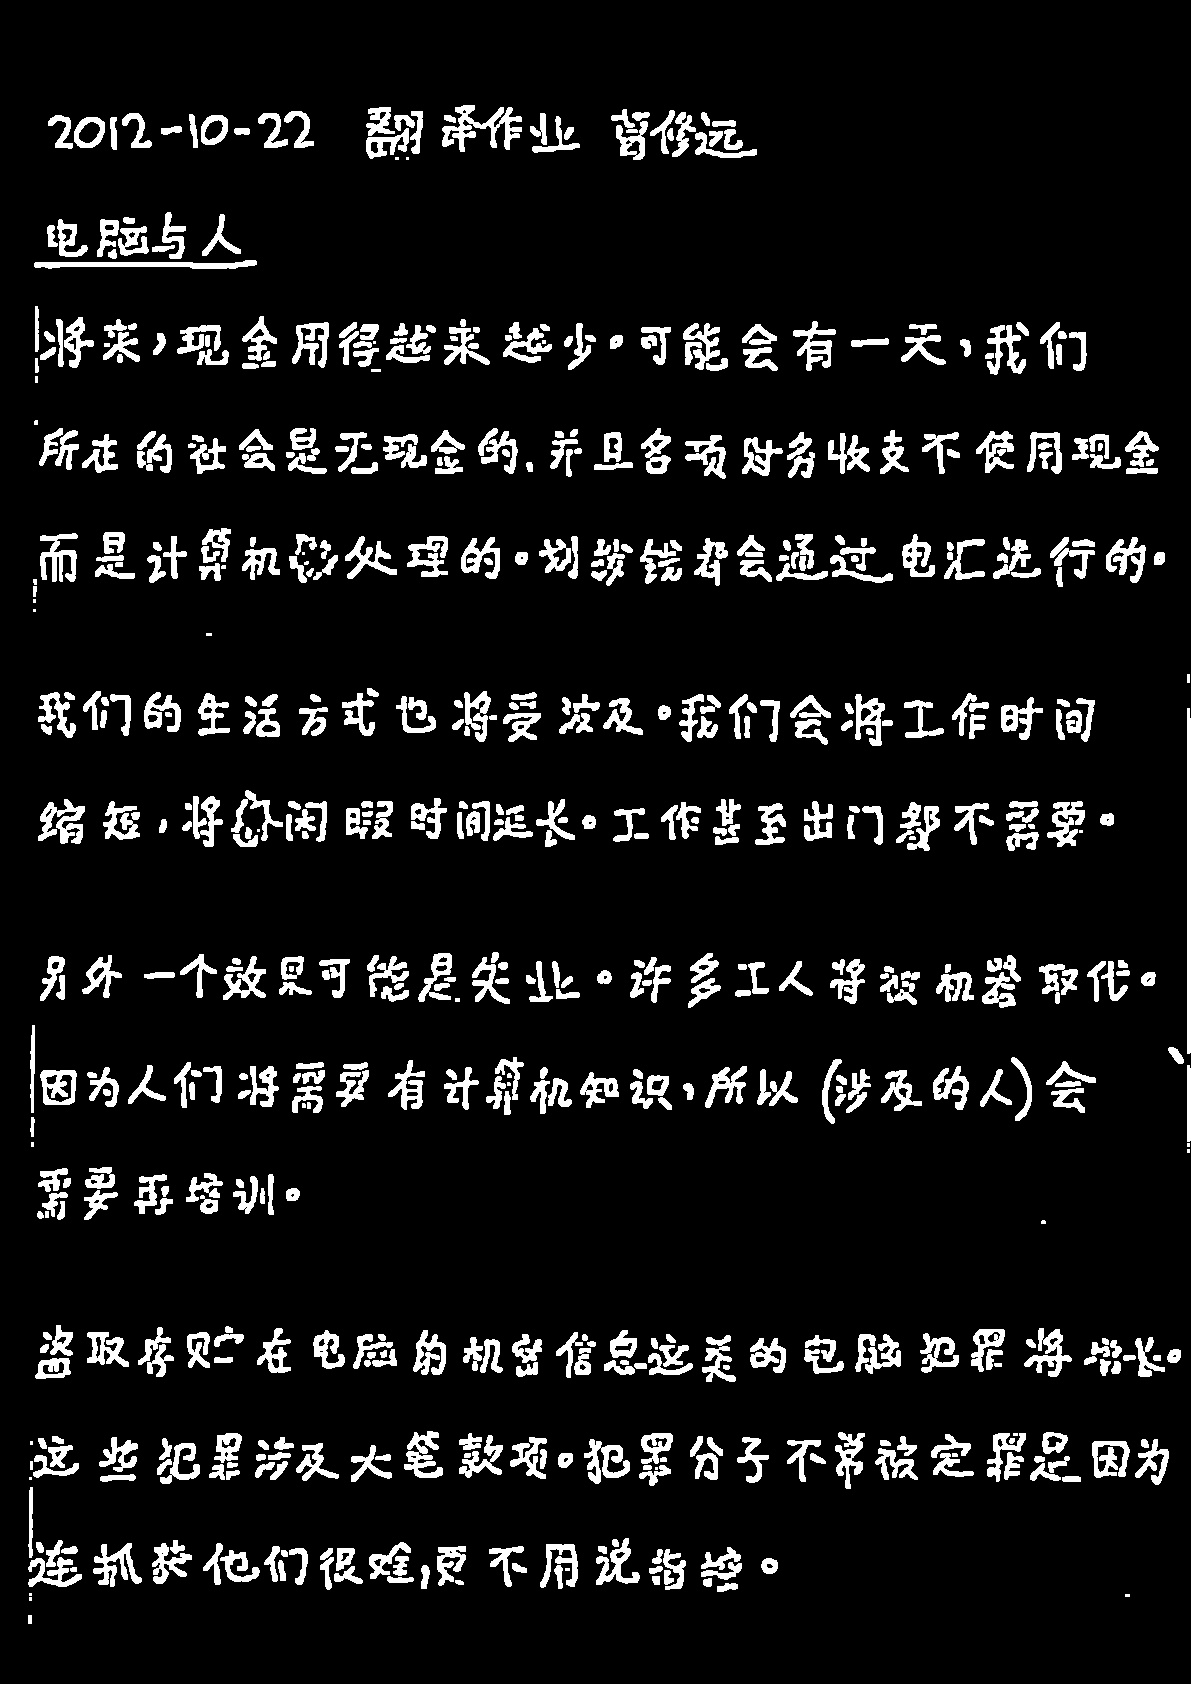 2012-10-22 翻译作业 修远
电脑与人
将来，现金用得越来越少。可能会有一天，我们
所在的社会是无现金的，并且各项财务收支不使用现金
而是计算机处理的。划拨钱都会通过电汇进行的。
我们的生活方式也将受波及。我们会将工作时间
缩短，将闲暇时间延长。工作甚至出门都不需要。
另外一个效果可能是失业。许多工人将被机器取代。
因为人们将需要有计算机知识，所以(涉及的人)会
需要再培训。
盗取存贮在电脑的机密信息这类的电脑犯罪将增长。
这些犯罪涉及大笔款项。犯罪分子不常被定罪是因为
连抓获他们很难，更不用说指控。